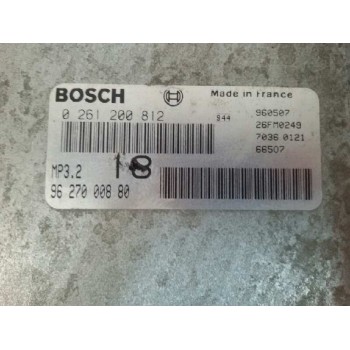 BOSCH Made in France
0 261 200 812 S44 960507
26FM0249
7036 0121
66507
MP3.2 18
96 270 008 80